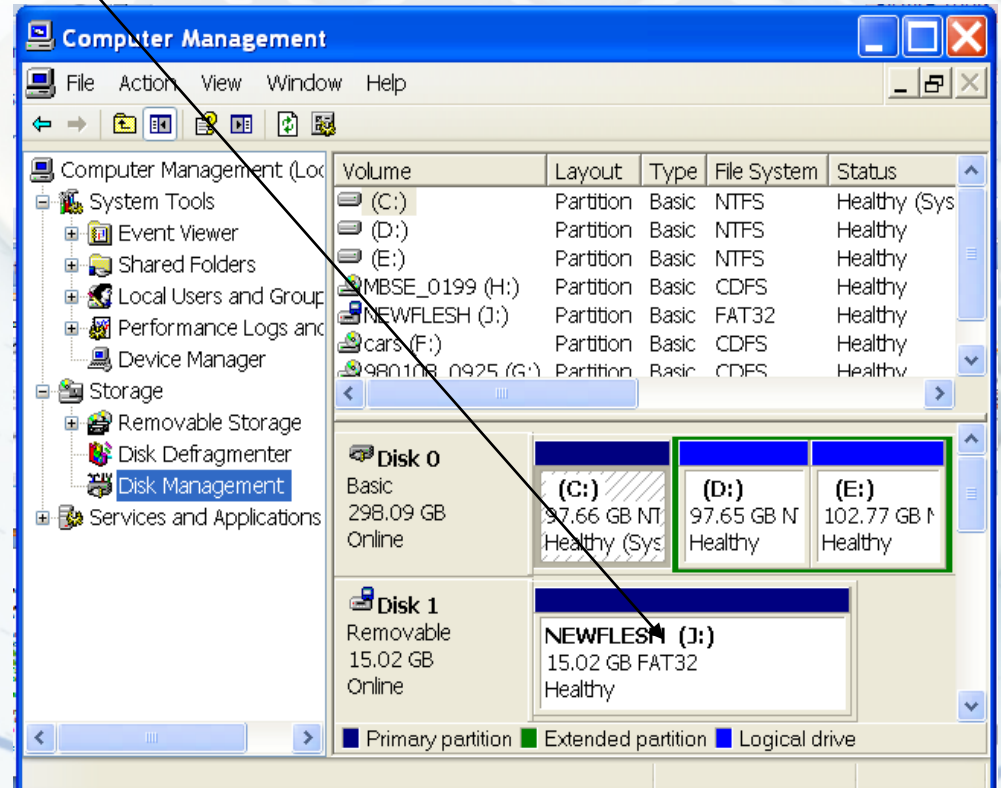 Computer Management
File Action View Window Help
Computer Management (Loc
System Tools
Event Viewer
Shared Folders
Local Users and Group
Performance Logs and
Device Manager
Storage
Removable Storage
Disk Defragmenter
Disk Management
Services and Applications
Volume Layout Type File System Status
(C:) Partition Basic NTFS Healthy (Sys
(D:) Partition Basic NTFS Healthy
(E:) Partition Basic NTFS Healthy
MBSE_0199 (H:) Partition Basic CDFS Healthy
NEWFLESH (J:) Partition Basic FAT32 Healthy
cars (F:) Partition Basic CDFS Healthy
980108_0925 (G:) Partition Basic CDFS Healthy
Disk 0
Basic
298.09 GB
Online
(C:)
97.66 GB NT
Healthy (Sys
(D:)
97.65 GB N
Healthy
(E:)
102.77 GB N
Healthy
Disk 1
Removable
15.02 GB
Online
NEWFLESH (J:)
15.02 GB FAT32
Healthy
Primary partition Extended partition Logical drive